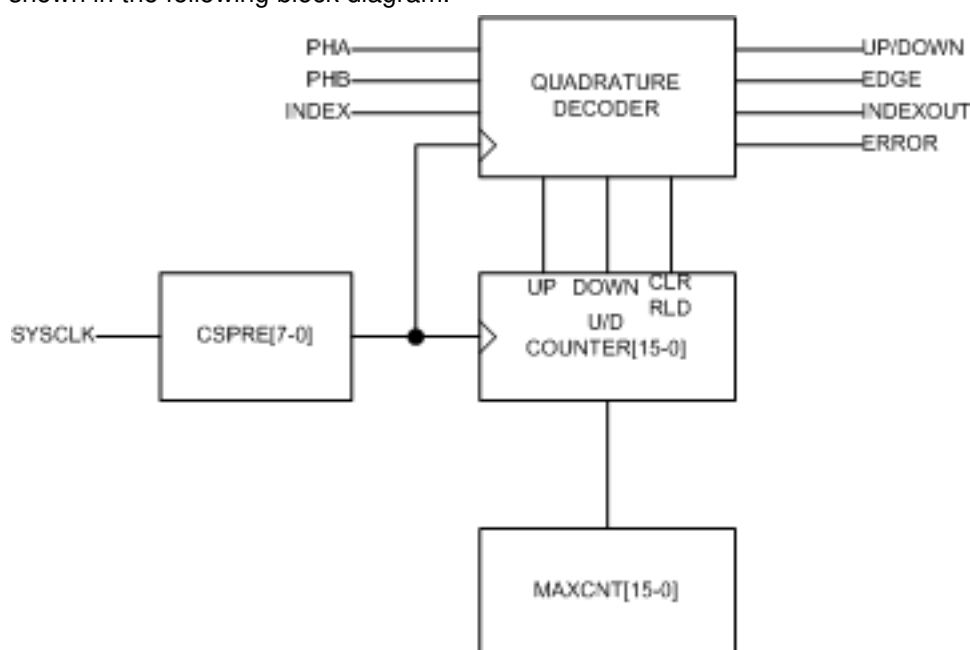 shown in the following block diagram.
PHA
PHB
INDEX
QUADRATURE
DECODER
UP/DOWN
EDGE
INDEXOUT
ERROR
SYSCLK
CSPRE[7-0]
UP DOWN CLR
RLD
U/D
COUNTER[15-0]
MAXCNT[15-0]